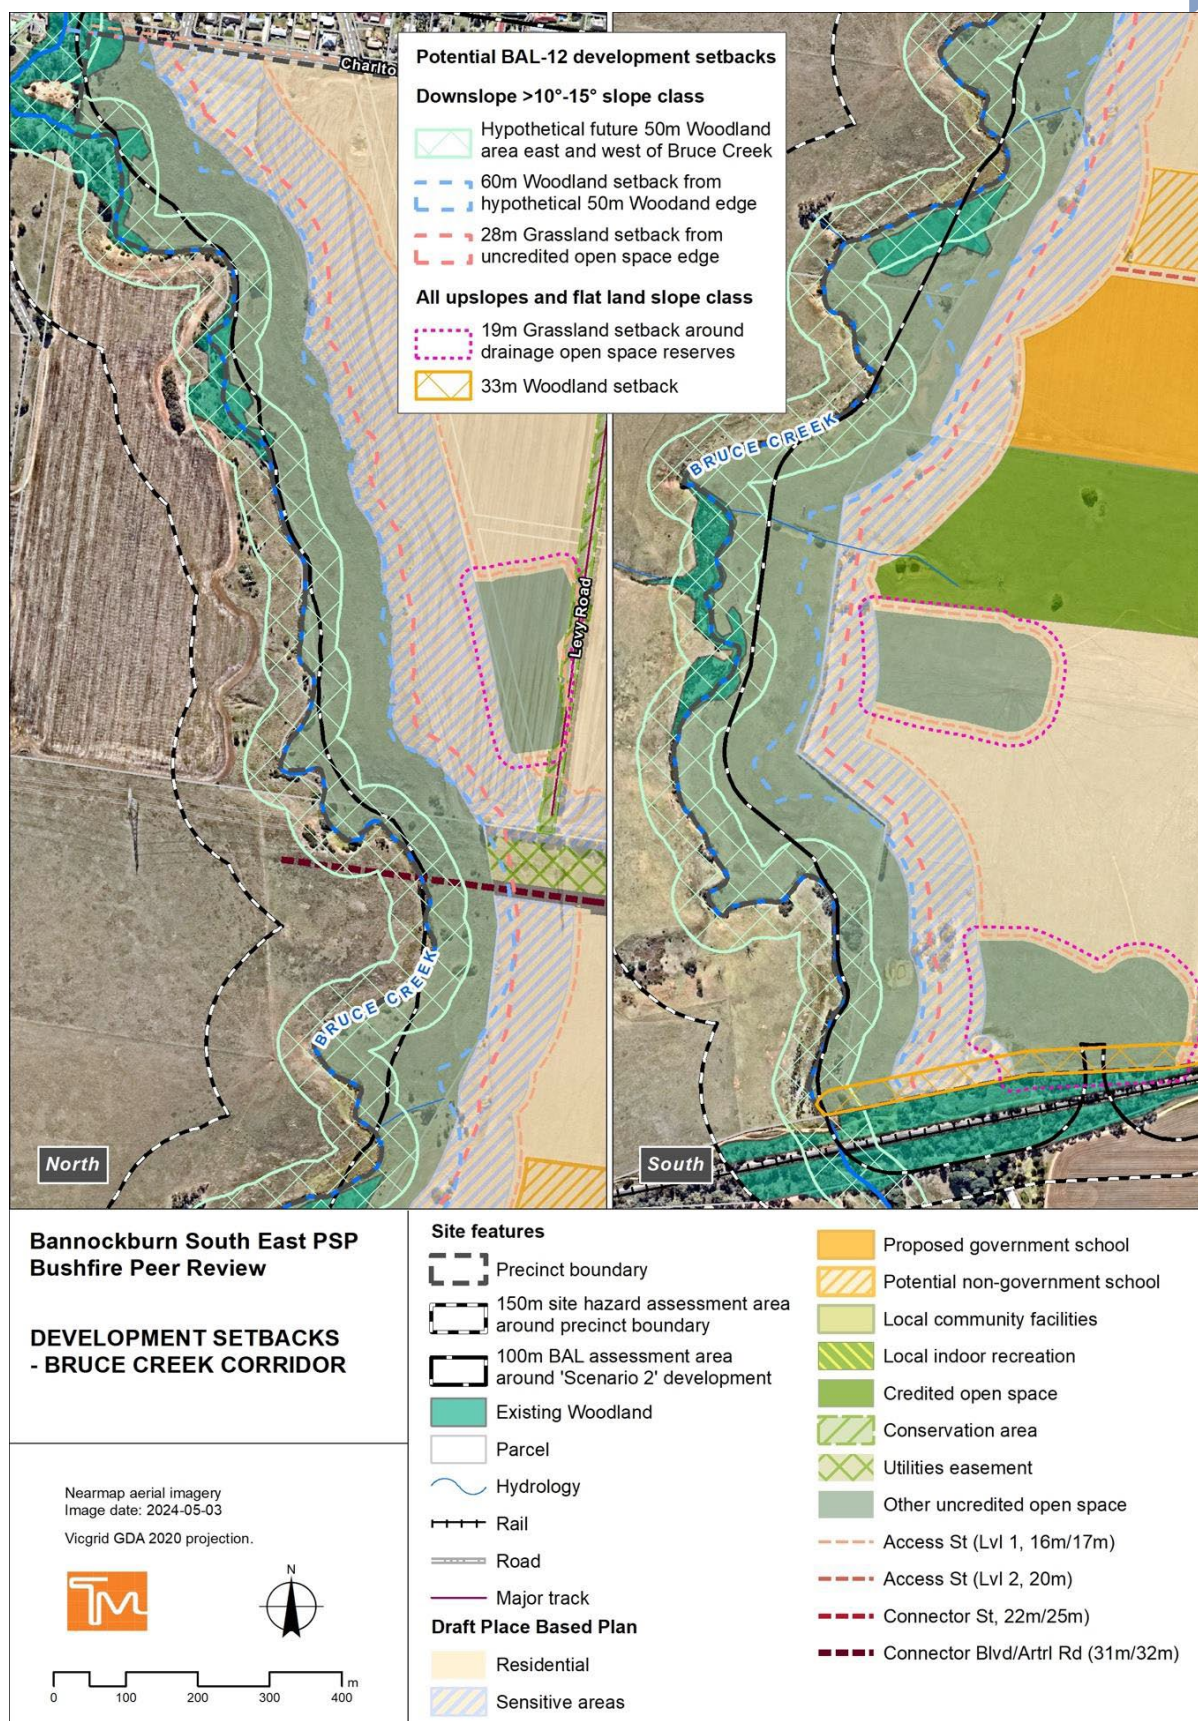 Charlto
Potential BAL-12 development setbacks
Downslope >10°-15° slope class
Hypothetical future 50m Woodland
area east and west of Bruce Creek
60m Woodland setback from
hypothetical 50m Woodand edge
28m Grassland setback from
uncredited open space edge
All upslopes and flat land slope class
19m Grassland setback around
drainage open space reserves
33m Woodland setback
BRUCE CREEK
Levy Road
BRUCE CREEK
North
South
Bannockburn South East PSP
Bushfire Peer Review
DEVELOPMENT SETBACKS
- BRUCE CREEK CORRIDOR
Nearmap aerial imagery
Image date: 2024-05-03
Vicgrid GDA 2020 projection.
TM
N
0 100 200 300 400 m
Site features
Precinct boundary
150m site hazard assessment area
around precinct boundary
100m BAL assessment area
around 'Scenario 2' development
Existing Woodland
Parcel
Hydrology
Rail
Road
Major track
Draft Place Based Plan
Residential
Sensitive areas
Proposed government school
Potential non-government school
Local community facilities
Local indoor recreation
Credited open space
Conservation area
Utilities easement
Other uncredited open space
Access St (Lvl 1, 16m/17m)
Access St (Lvl 2, 20m)
Connector St, 22m/25m)
Connector Blvd/Artrl Rd (31m/32m)